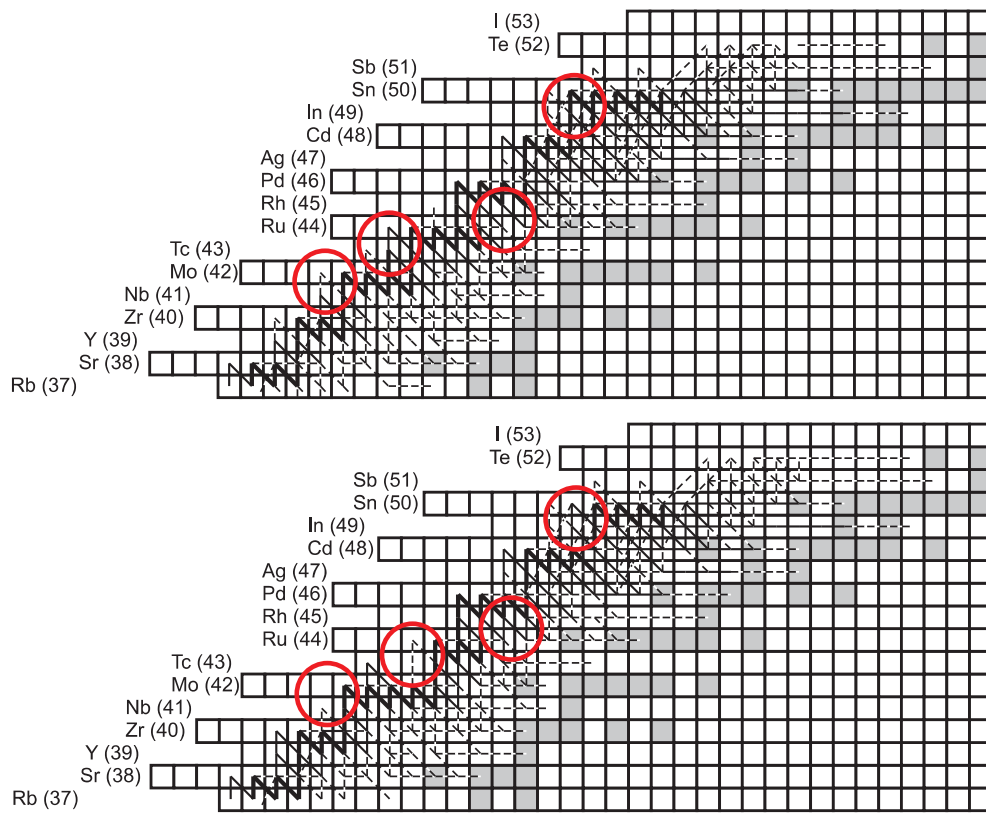 I (53)
Te (52)
Sb (51)
Sn (50)
In (49)
Cd (48)
Ag (47)
Pd (46)
Rh (45)
Ru (44)
Tc (43)
Mo (42)
Nb (41)
Zr (40)
Y (39)
Sr (38)
Rb (37)
I (53)
Te (52)
Sb (51)
Sn (50)
In (49)
Cd (48)
Ag (47)
Pd (46)
Rh (45)
Ru (44)
Tc (43)
Mo (42)
Nb (41)
Zr (40)
Y (39)
Sr (38)
Rb (37)